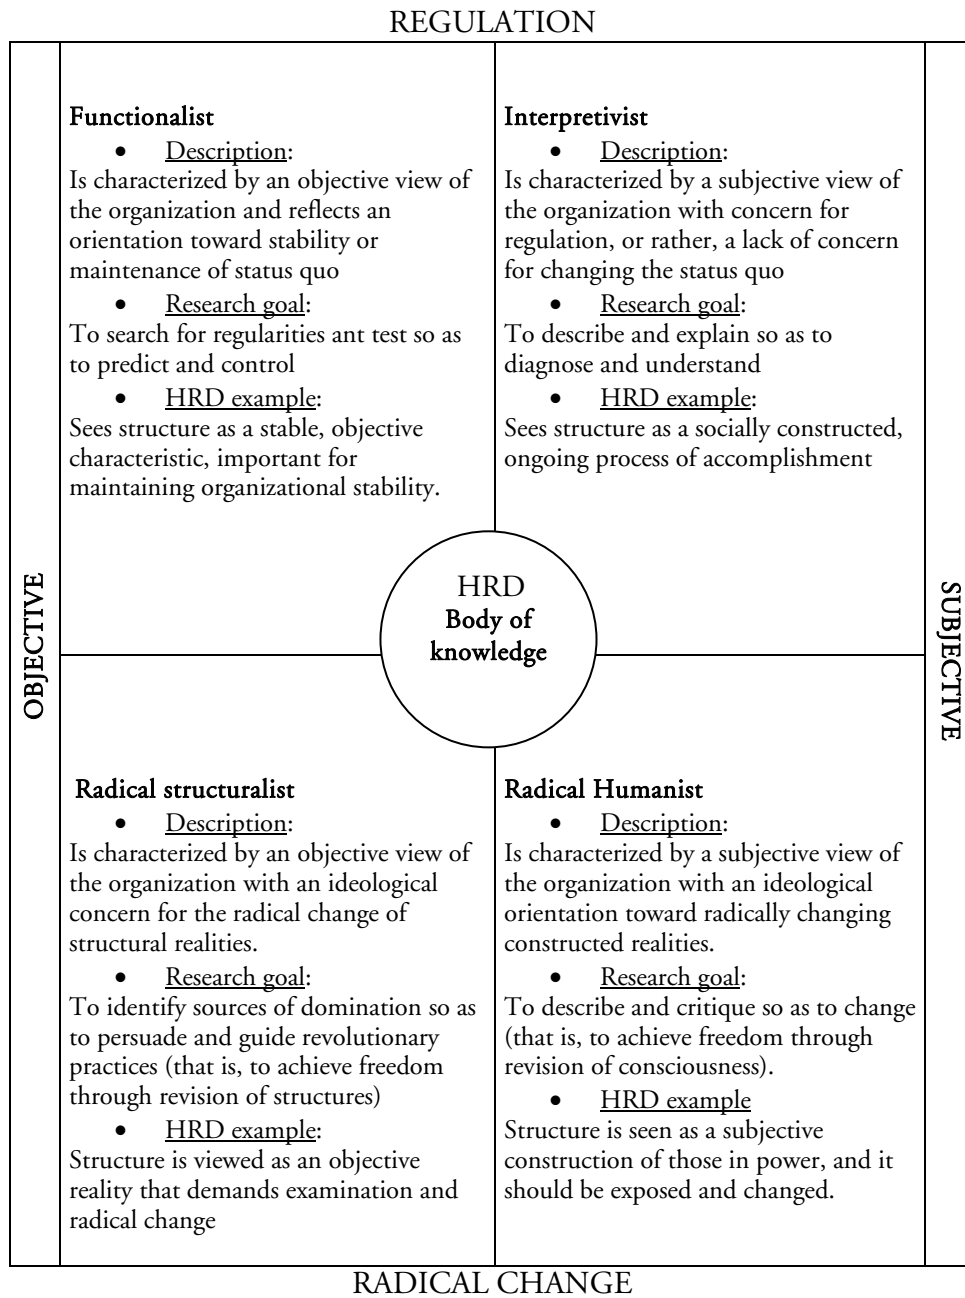 REGULATION
Functionalist
• Description:
Is characterized by an objective view of
the organization and reflects an
orientation toward stability or
maintenance of status quo
• Research goal:
To search for regularities ant test so as
to predict and control
• HRD example:
Sees structure as a stable, objective
characteristic, important for
maintaining organizational stability.
Interpretivist
• Description:
Is characterized by a subjective view of
the organization with concern for
regulation, or rather, a lack of concern
for changing the status quo
• Research goal:
To describe and explain so as to
diagnose and understand
• HRD example:
Sees structure as a socially constructed,
ongoing process of accomplishment
OBJECTIVE
HRD
Body of
knowledge
SUBJECTIVE
Radical structuralist
• Description:
Is characterized by an objective view of
the organization with an ideological
concern for the radical change of
structural realities.
• Research goal:
To identify sources of domination so as
to persuade and guide revolutionary
practices (that is, to achieve freedom
through revision of structures)
• HRD example:
Structure is viewed as an objective
reality that demands examination and
radical change
Radical Humanist
• Description:
Is characterized by a subjective view of
the organization with an ideological
orientation toward radically changing
constructed realities.
• Research goal:
To describe and critique so as to change
(that is, to achieve freedom through
revision of consciousness).
• HRD example
Structure is seen as a subjective
construction of those in power, and it
should be exposed and changed.
RADICAL CHANGE